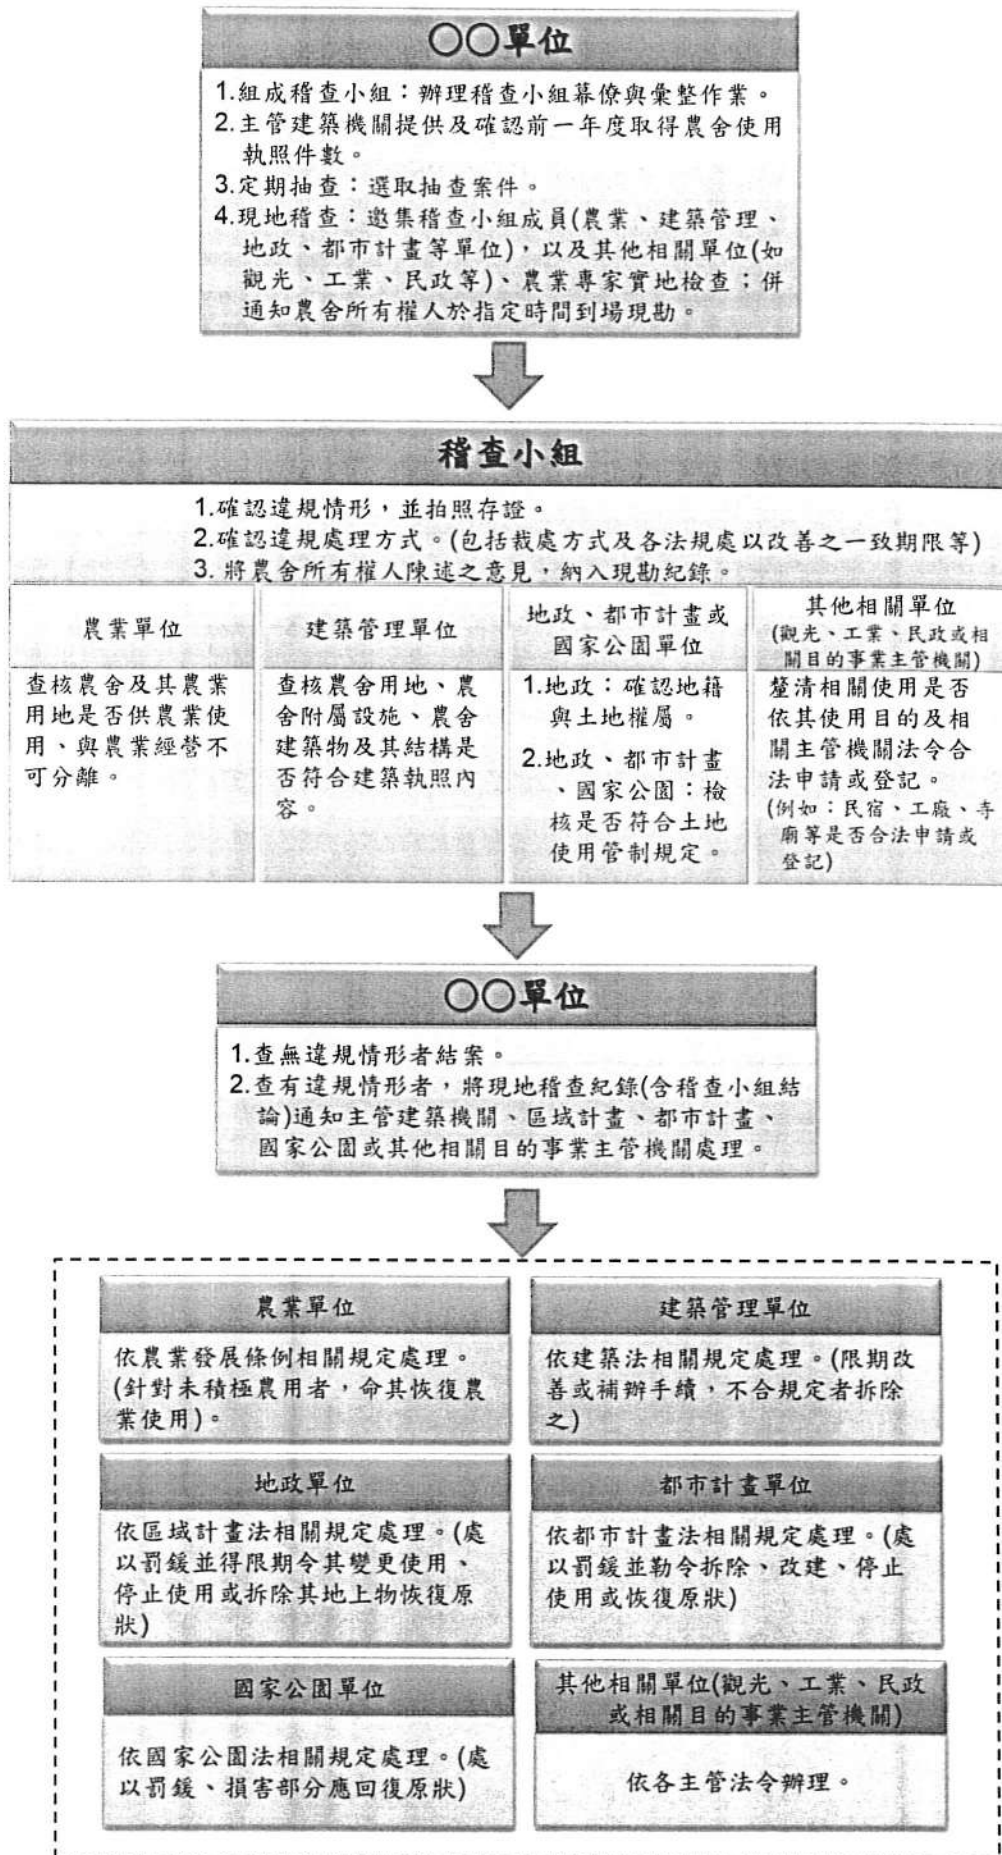 ○○單位
1.組成稽查小組：辦理稽查小組幕僚與彙整作業。
2.主管建築機關提供及確認前一年度取得農舍使用
執照件數。
3.定期抽查：選取抽查案件。
4.現地稽查：邀集稽查小組成員(農業、建築管理、
地政、都市計畫等單位)，以及其他相關單位(如
觀光、工業、民政等)、農業專家實地檢查；併
通知農舍所有權人於指定時間到場現勘。
稽查小組
1.確認違規情形，並拍照存證。
2.確認違規處理方式。(包括裁處方式及各法規處以改善之一致期限等)
3. 將農舍所有權人陳述之意見，納入現勘紀錄。
農業單位
查核農舍及其農業
用地是否供農業使
用、與農業經營不
可分離。
建築管理單位
查核農舍用地、農
舍附屬設施、農舍
建築物及其結構是
否符合建築執照內
容。
地政、都市計畫或
國家公園單位
1.地政：確認地籍
與土地權屬。
2.地政、都市計畫
、國家公園：檢
核是否符合土地
使用管制規定。
其他相關單位
(觀光、工業、民政或相
關目的事業主管機關)
釐清相關使用是否
依其使用目的及相
關主管機關法令合
法申請或登記。
(例如：民宿、工廠、寺
廟等是否合法申請或
登記)
○○單位
1.查無違規情形者結案。
2.查有違規情形者，將現地稽查紀錄(含稽查小組結
論)通知主管建築機關、區域計畫、都市計畫、
國家公園或其他相關目的事業主管機關處理。
農業單位
依農業發展條例相關規定處理。
(針對未積極農用者，命其恢復農
業使用)。
建築管理單位
依建築法相關規定處理。(限期改
善或補辦手續，不合規定者拆除
之)
地政單位
依區域計畫法相關規定處理。(處
以罰鍰並得限期令其變更使用、
停止使用或拆除其地上物恢復原
狀)
都市計畫單位
依都市計畫法相關規定處理。(處
以罰鍰並勒令拆除、改建、停止
使用或恢復原狀)
國家公園單位
依國家公園法相關規定處理。(處
以罰鍰、損害部分應回復原狀)
其他相關單位(觀光、工業、民政
或相關目的事業主管機關)
依各主管法令辦理。